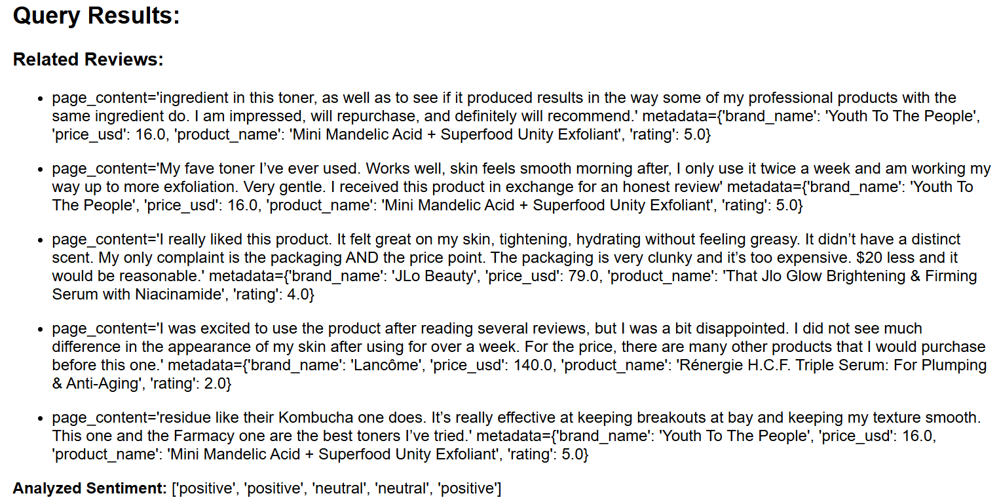 Query Results:
Related Reviews:
• page_content='ingredient in this toner, as well as to see if it produced results in the way some of my professional products with the
same ingredient do. I am impressed, will repurchase, and definitely will recommend.' metadata={'brand_name': 'Youth To The People',
'price_usd': 16.0, 'product_name': 'Mini Mandelic Acid + Superfood Unity Exfoliant', 'rating': 5.0}
• page_content='My fave toner I’ve ever used. Works well, skin feels smooth morning after, I only use it twice a week and am working my
way up to more exfoliation. Very gentle. I received this product in exchange for an honest review' metadata={'brand_name': 'Youth To
The People', 'price_usd': 16.0, 'product_name': 'Mini Mandelic Acid + Superfood Unity Exfoliant', 'rating': 5.0}
• page_content='I really liked this product. It felt great on my skin, tightening, hydrating without feeling greasy. It didn’t have a distinct
scent. My only complaint is the packaging AND the price point. The packaging is very clunky and it’s too expensive. $20 less and it
would be reasonable.' metadata={'brand_name': 'JLo Beauty', 'price_usd': 79.0, 'product_name': 'That Jlo Glow Brightening & Firming
Serum with Niacinamide', 'rating': 4.0}
• page_content='I was excited to use the product after reading several reviews, but I was a bit disappointed. I did not see much
difference in the appearance of my skin after using for over a week. For the price, there are many other products that I would purchase
before this one.' metadata={'brand_name': 'Lancôme', 'price_usd': 140.0, 'product_name': 'Rénergie H.C.F. Triple Serum: For Plumping
& Anti-Aging', 'rating': 2.0}
• page_content='residue like their Kombucha one does. It’s really effective at keeping breakouts at bay and keeping my texture smooth.
This one and the Farmacy one are the best toners I’ve tried.' metadata={'brand_name': 'Youth To The People', 'price_usd': 16.0,
'product_name': 'Mini Mandelic Acid + Superfood Unity Exfoliant', 'rating': 5.0}
Analyzed Sentiment: ['positive', 'positive', 'neutral', 'neutral', 'positive']